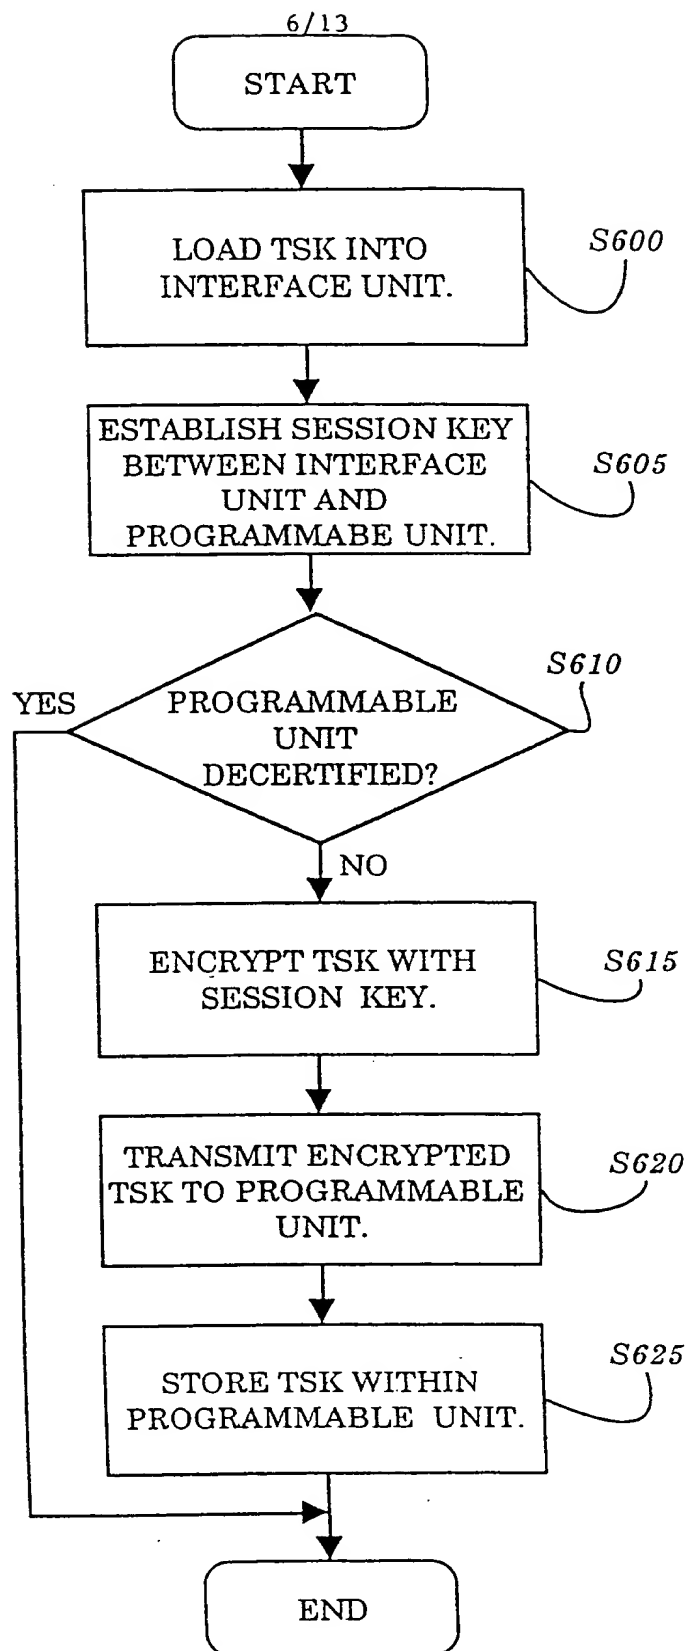 6/13
START
LOAD TSK INTO
INTERFACE UNIT.
S600
ESTABLISH SESSION KEY
BETWEEN INTERFACE
UNIT AND
PROGRAMMABE UNIT.
S605
PROGRAMMABLE
UNIT
DECERTIFIED?
S610
YES
NO
ENCRYPT TSK WITH
SESSION KEY.
S615
TRANSMIT ENCRYPTED
TSK TO PROGRAMMABLE
UNIT.
S620
STORE TSK WITHIN
PROGRAMMABLE UNIT.
S625
END